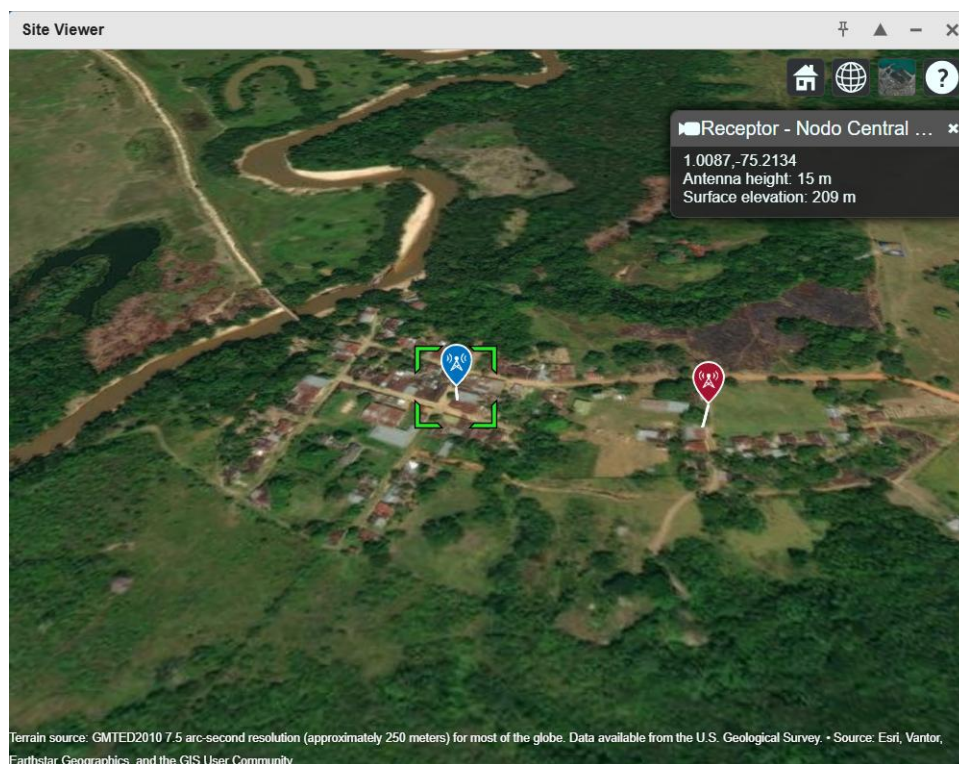 Site Viewer
?
Receptor - Nodo Central ...
1.0087,-75.2134
Antenna height: 15 m
Surface elevation: 209 m
Terrain source: GMTED2010 7.5 arc-second resolution (approximately 250 meters) for most of the globe. Data available from the U.S. Geological Survey. • Source: Esri, Vantor,
Earthstar Geographics, and the GIS User Community